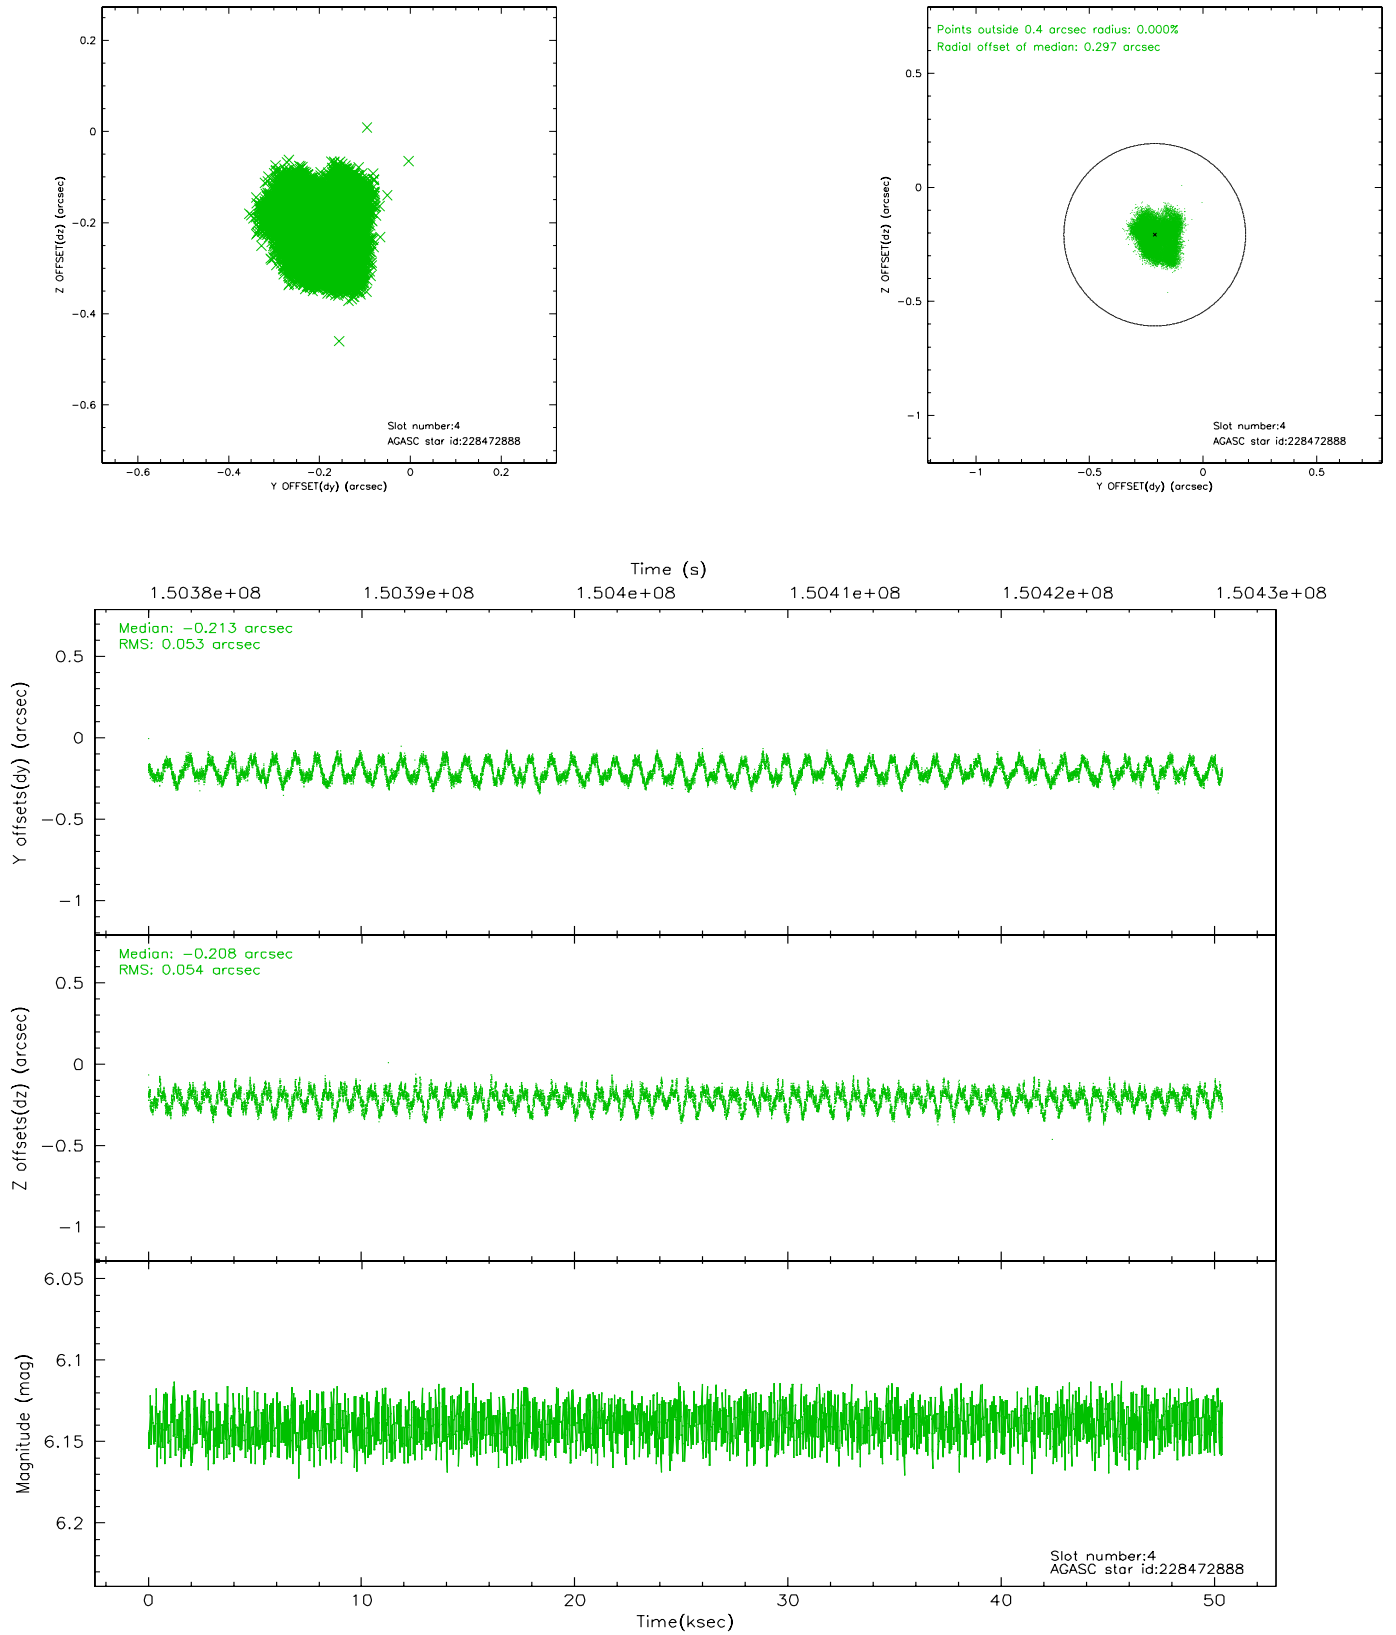 0.2
0
−0.2
−0.4
−0.6
Z OFFSET(dz) (arcsec)
−0.6 −0.4 −0.2 0 0.2
Y OFFSET(dy) (arcsec)
Slot number:4
AGASC star id:228472888
Points outside 0.4 arcsec radius: 0.000%
Radial offset of median: 0.297 arcsec
0.5
0
−0.5
−1
Z OFFSET(dz) (arcsec)
−1 −0.5 0 0.5
Y OFFSET(dy) (arcsec)
Slot number:4
AGASC star id:228472888
Time (s)
1.5038e+08 1.5039e+08 1.504e+08 1.5041e+08 1.5042e+08 1.5043e+08
Median: −0.213 arcsec
RMS: 0.053 arcsec
0.5
0
−0.5
−1
Y offsets(dy) (arcsec)
Median: −0.208 arcsec
RMS: 0.054 arcsec
0.5
0
−0.5
−1
Z offsets(dz) (arcsec)
6.05
6.1
6.15
6.2
Magnitude (mag)
Slot number:4
AGASC star id:228472888
0 10 20 30 40 50
Time(ksec)